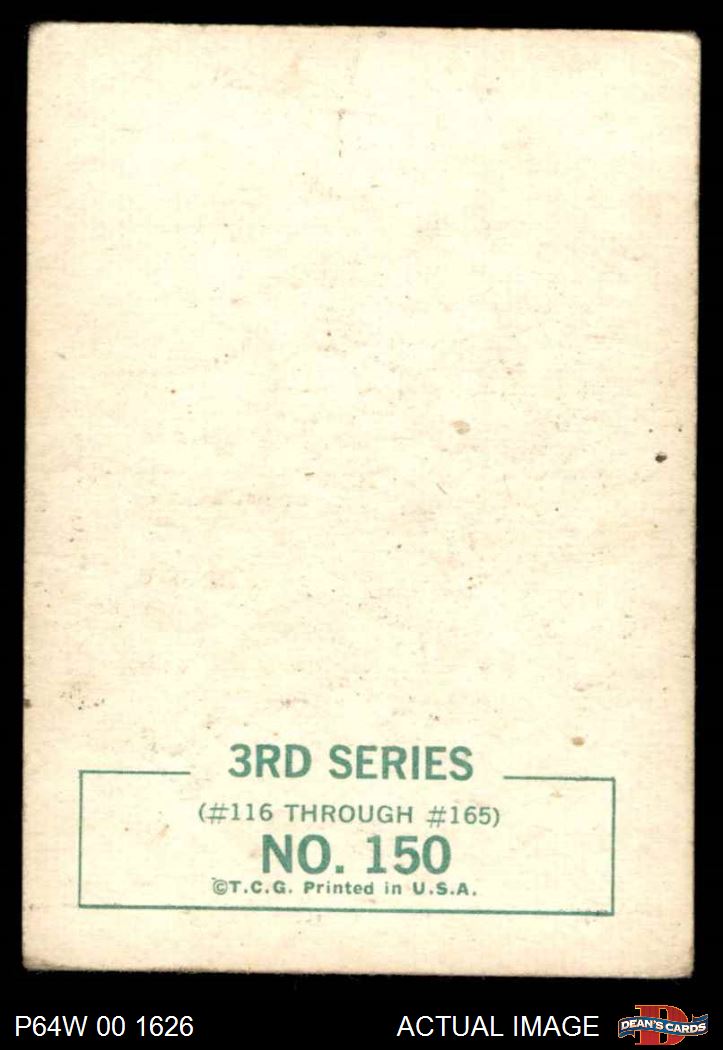 3RD SERIES
(#116 THROUGH #165)
NO. 150
©T.C.G. Printed in U.S.A.
P64W 00 1626
ACTUAL IMAGE
D
DEAN'S CARDS